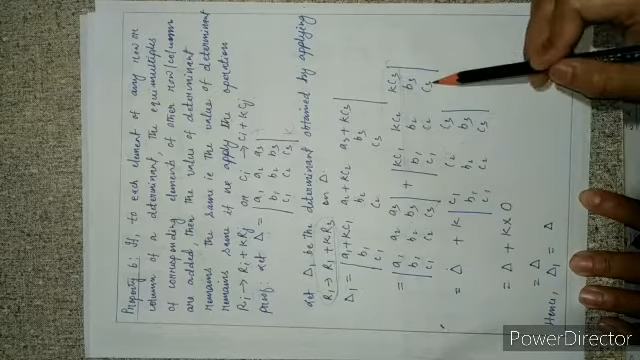 Property 6: If, to each element of any row or
column of a determinant the equimultiples
of corresponding elements of other row/column
are added, then the value of determinant
remains the same ie the value of determinant
remains same if we apply the operation
Ri → Ri + KRj or Ci → Ci + KCj
proof: let Δ = | a1 a2 a3 |
| b1 b2 b3 |
| c1 c2 c3 |
let Δ1 be the determinant obtained by applying
R1 → R1 + KR3 on Δ.
Δ1 = | a1+KC1 a2+KC2 a3+KC3 |
| b1 b2 b3 |
| c1 c2 c3 |
= | a1 a2 a3 | + | KC1 KC2 KC3 |
| b1 b2 b3 | | b1 b2 b3 |
| c1 c2 c3 | | c1 c2 c3 |
= Δ + K | c1 c2 c3 |
| b1 b2 b3 |
| c1 c2 c3 |
= Δ + K×0
= Δ
Hence, Δ1 = Δ
PowerDirector